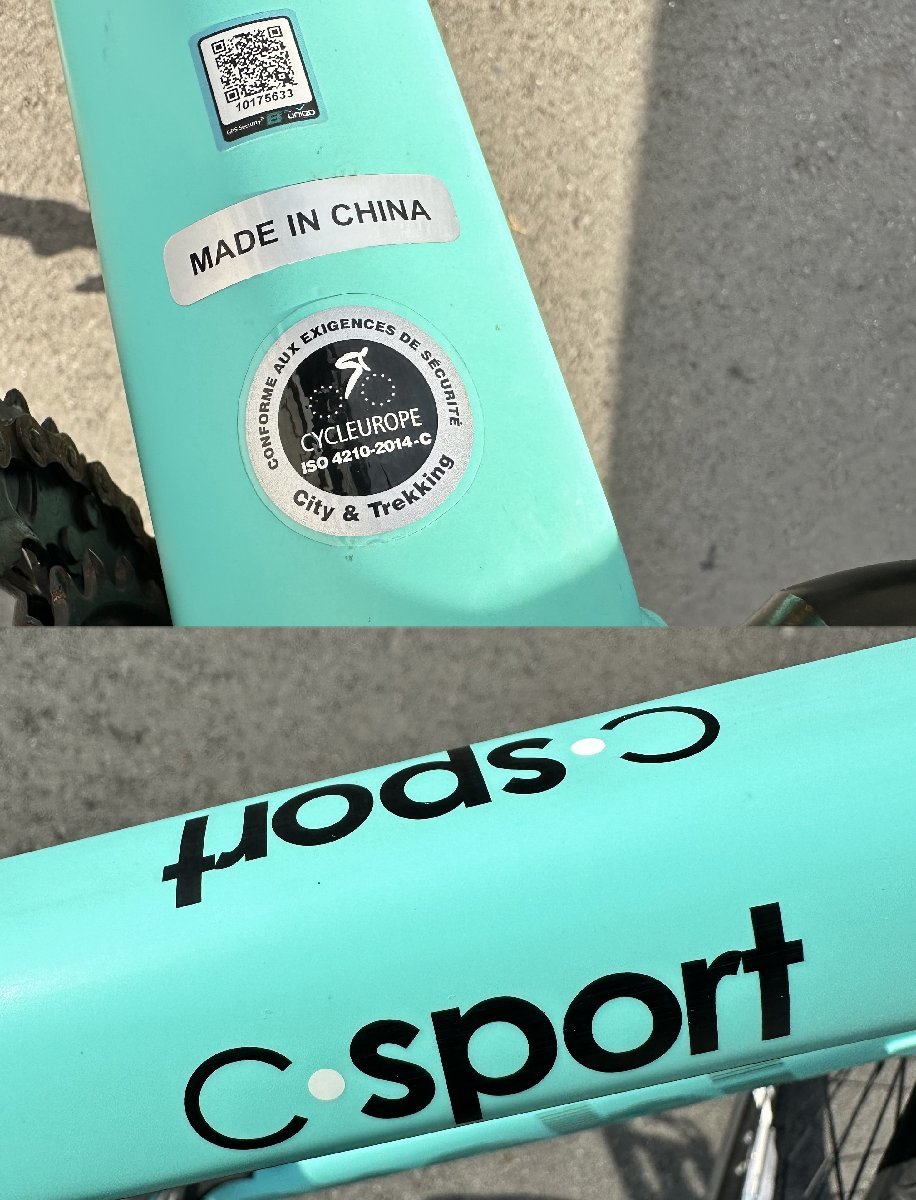 10175633
GPS Security
MADE IN CHINA
CONFORME AUX EXIGENCES DE SÉCURITÉ
CYCLEUROPE
ISO 4210-2014-C
City & Trekking
C•sport
C•sport